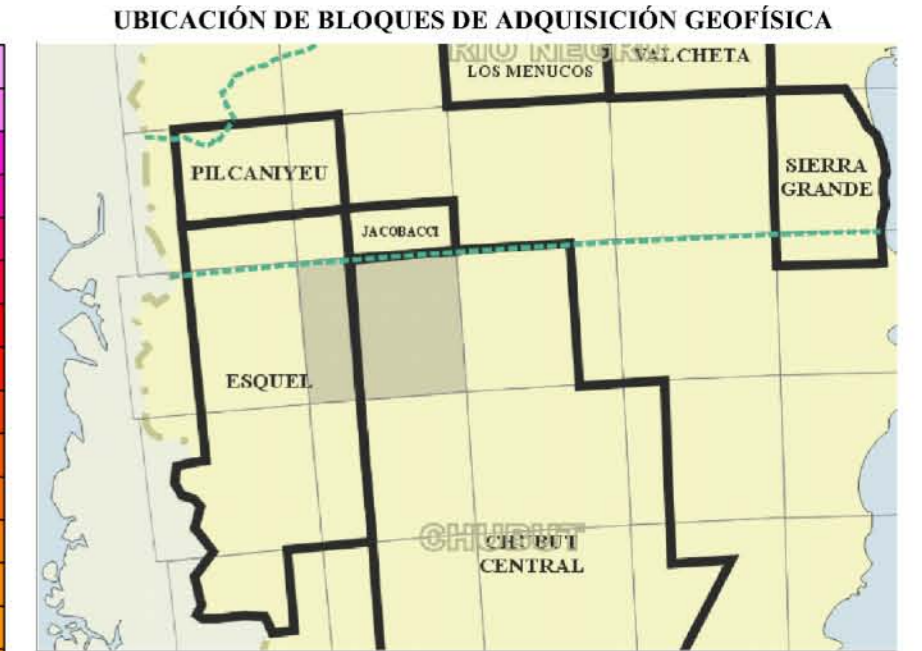 UBICACIÓN DE BLOQUES DE ADQUISICIÓN GEOFÍSICA
RIO NEGRO
VALCHETA
LOS MENUCOS
PILCANIYEU
SIERRA
GRANDE
JACOBACCI
ESQUEL
CHUBUT
CHUBUT
CENTRAL